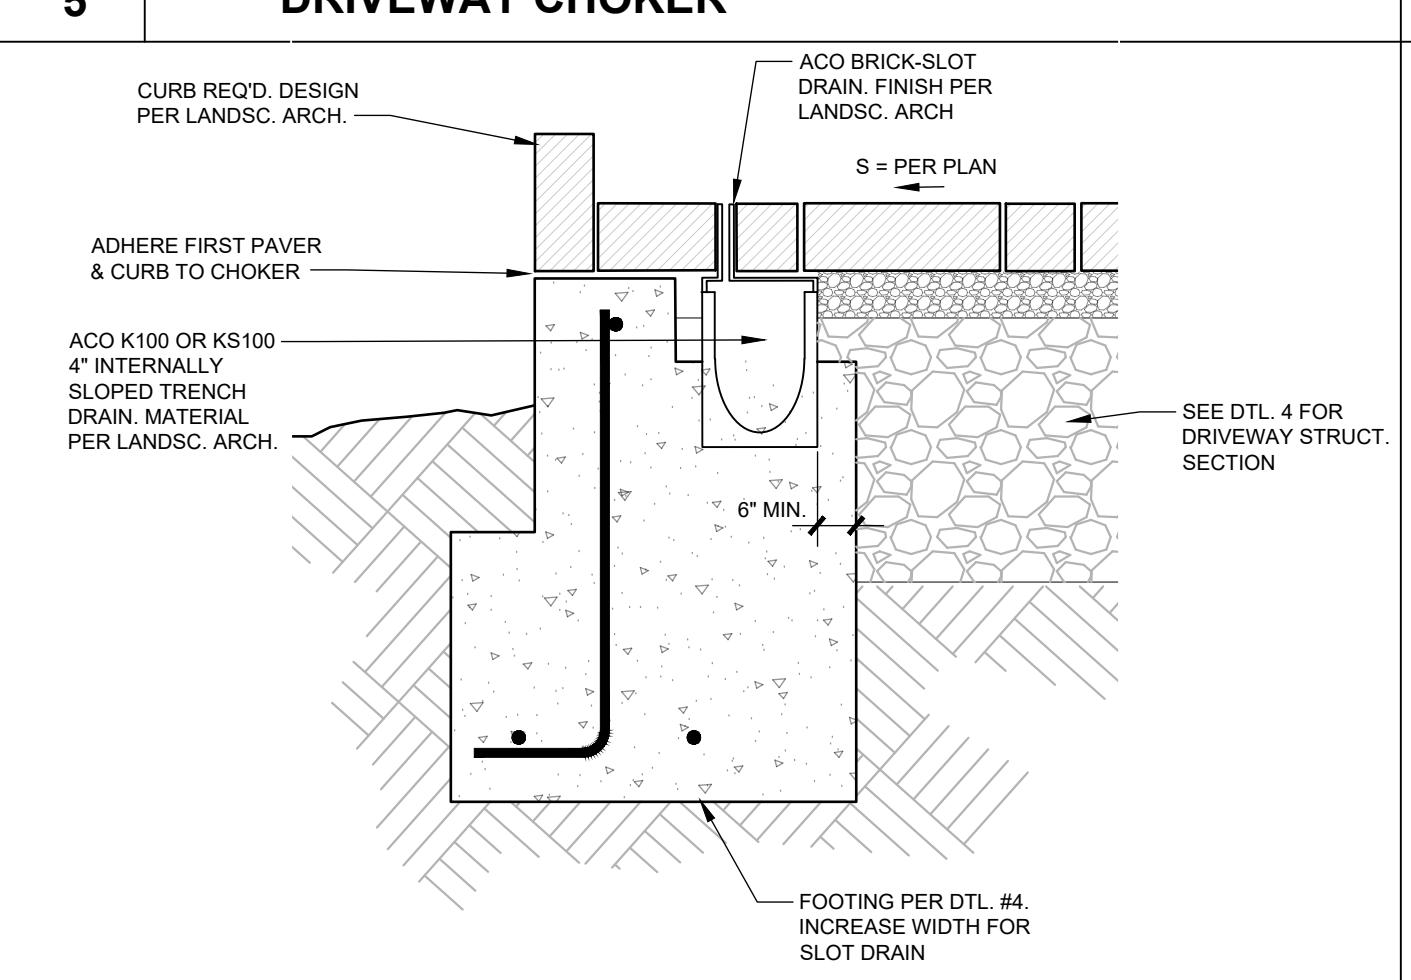 5
DRIVEWAY CHOKER
CURB REQ'D. DESIGN
PER LANDSC. ARCH.
ACO BRICK-SLOT
DRAIN. FINISH PER
LANDSC. ARCH
S = PER PLAN
ADHERE FIRST PAVER
& CURB TO CHOKER
ACO K100 OR KS100
4" INTERNALLY
SLOPED TRENCH
DRAIN. MATERIAL
PER LANDSC. ARCH.
SEE DTL. 4 FOR
DRIVEWAY STRUCT.
SECTION
6" MIN.
FOOTING PER DTL. #4.
INCREASE WIDTH FOR
SLOT DRAIN